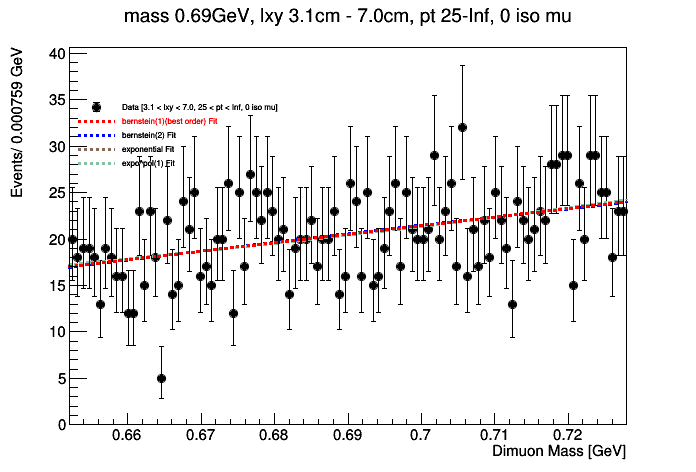 mass 0.69GeV, lxy 3.1cm - 7.0cm, pt 25-Inf, 0 iso mu
Events/ 0.000759 GeV
40
35
30
25
20
15
10
5
0
Data [3.1 < lxy < 7.0, 25 < pt < Inf, 0 iso mu]
bernstein(1)(best order) Fit
bernstein(2) Fit
exponential Fit
expo*pol(1) Fit
0.66 0.67 0.68 0.69 0.7 0.71 0.72
Dimuon Mass [GeV]